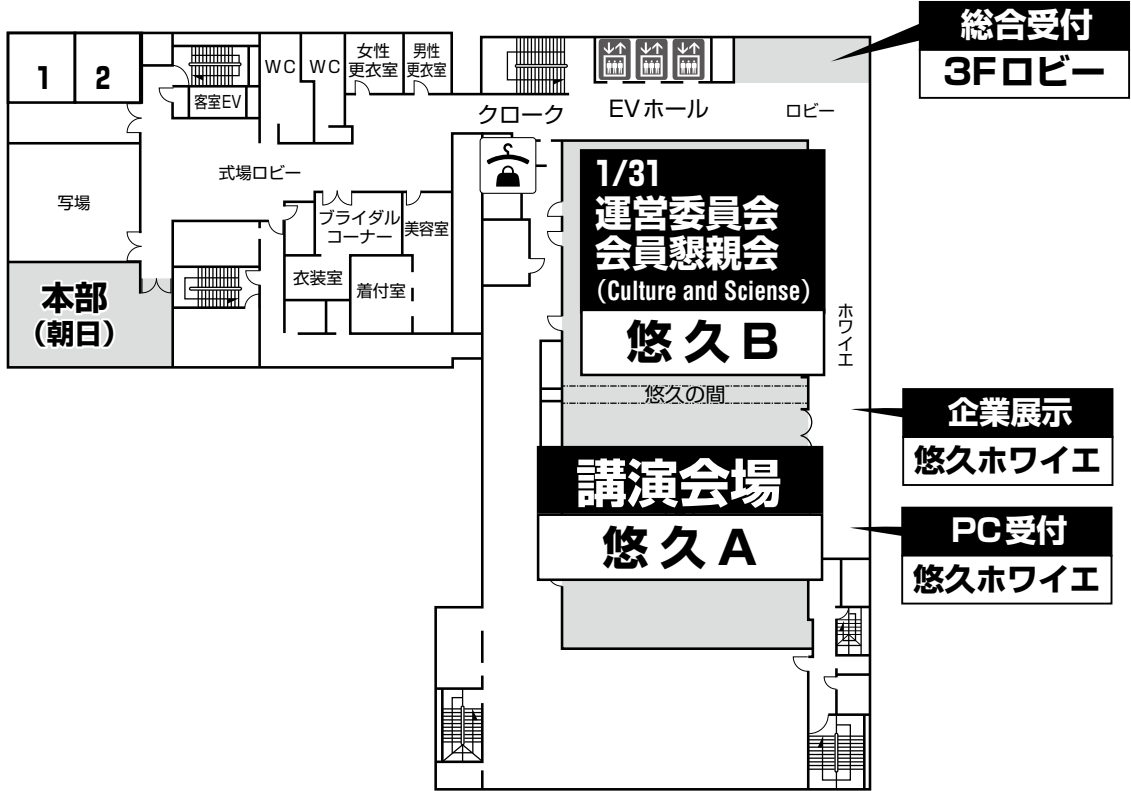 総合受付
3Fロビー
1
2
WC
WC
女性
更衣室
男性
更衣室
客室EV
クローク
EVホール
ロビー
式場ロビー
写場
ブライダル
コーナー
美容室
衣装室
着付室
本部
（朝日）
1/31
運営委員会
会員懇親会
（Culture and Sciense）
悠久B
ホワイエ
悠久の間
企業展示
悠久ホワイエ
講演会場
悠久A
PC受付
悠久ホワイエ